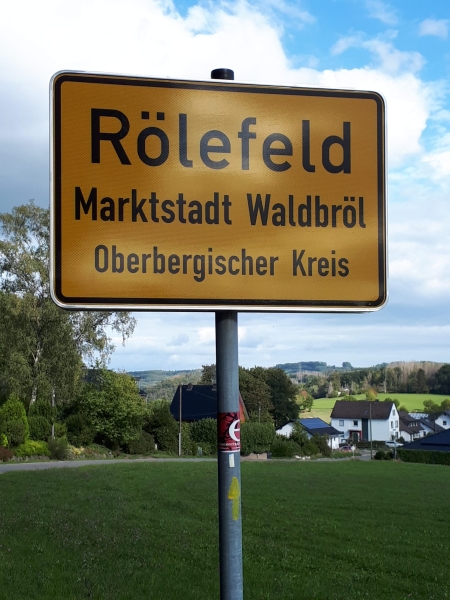 Rölefeld
Marktstadt Waldbröl
Oberbergischer Kreis